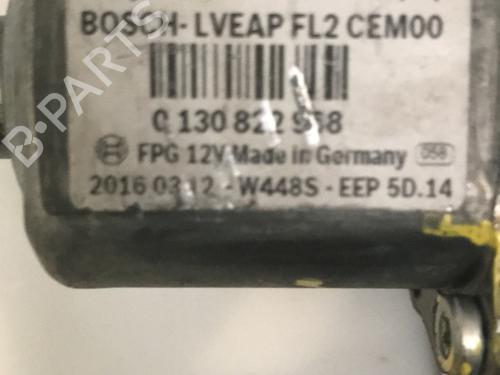 BOSCH- LVEAP FL2 CEM00
0 130 822 958
FPG 12V Made in Germany 058
2016 03 12 - W448S - EEP 5D.14
B-PARTS